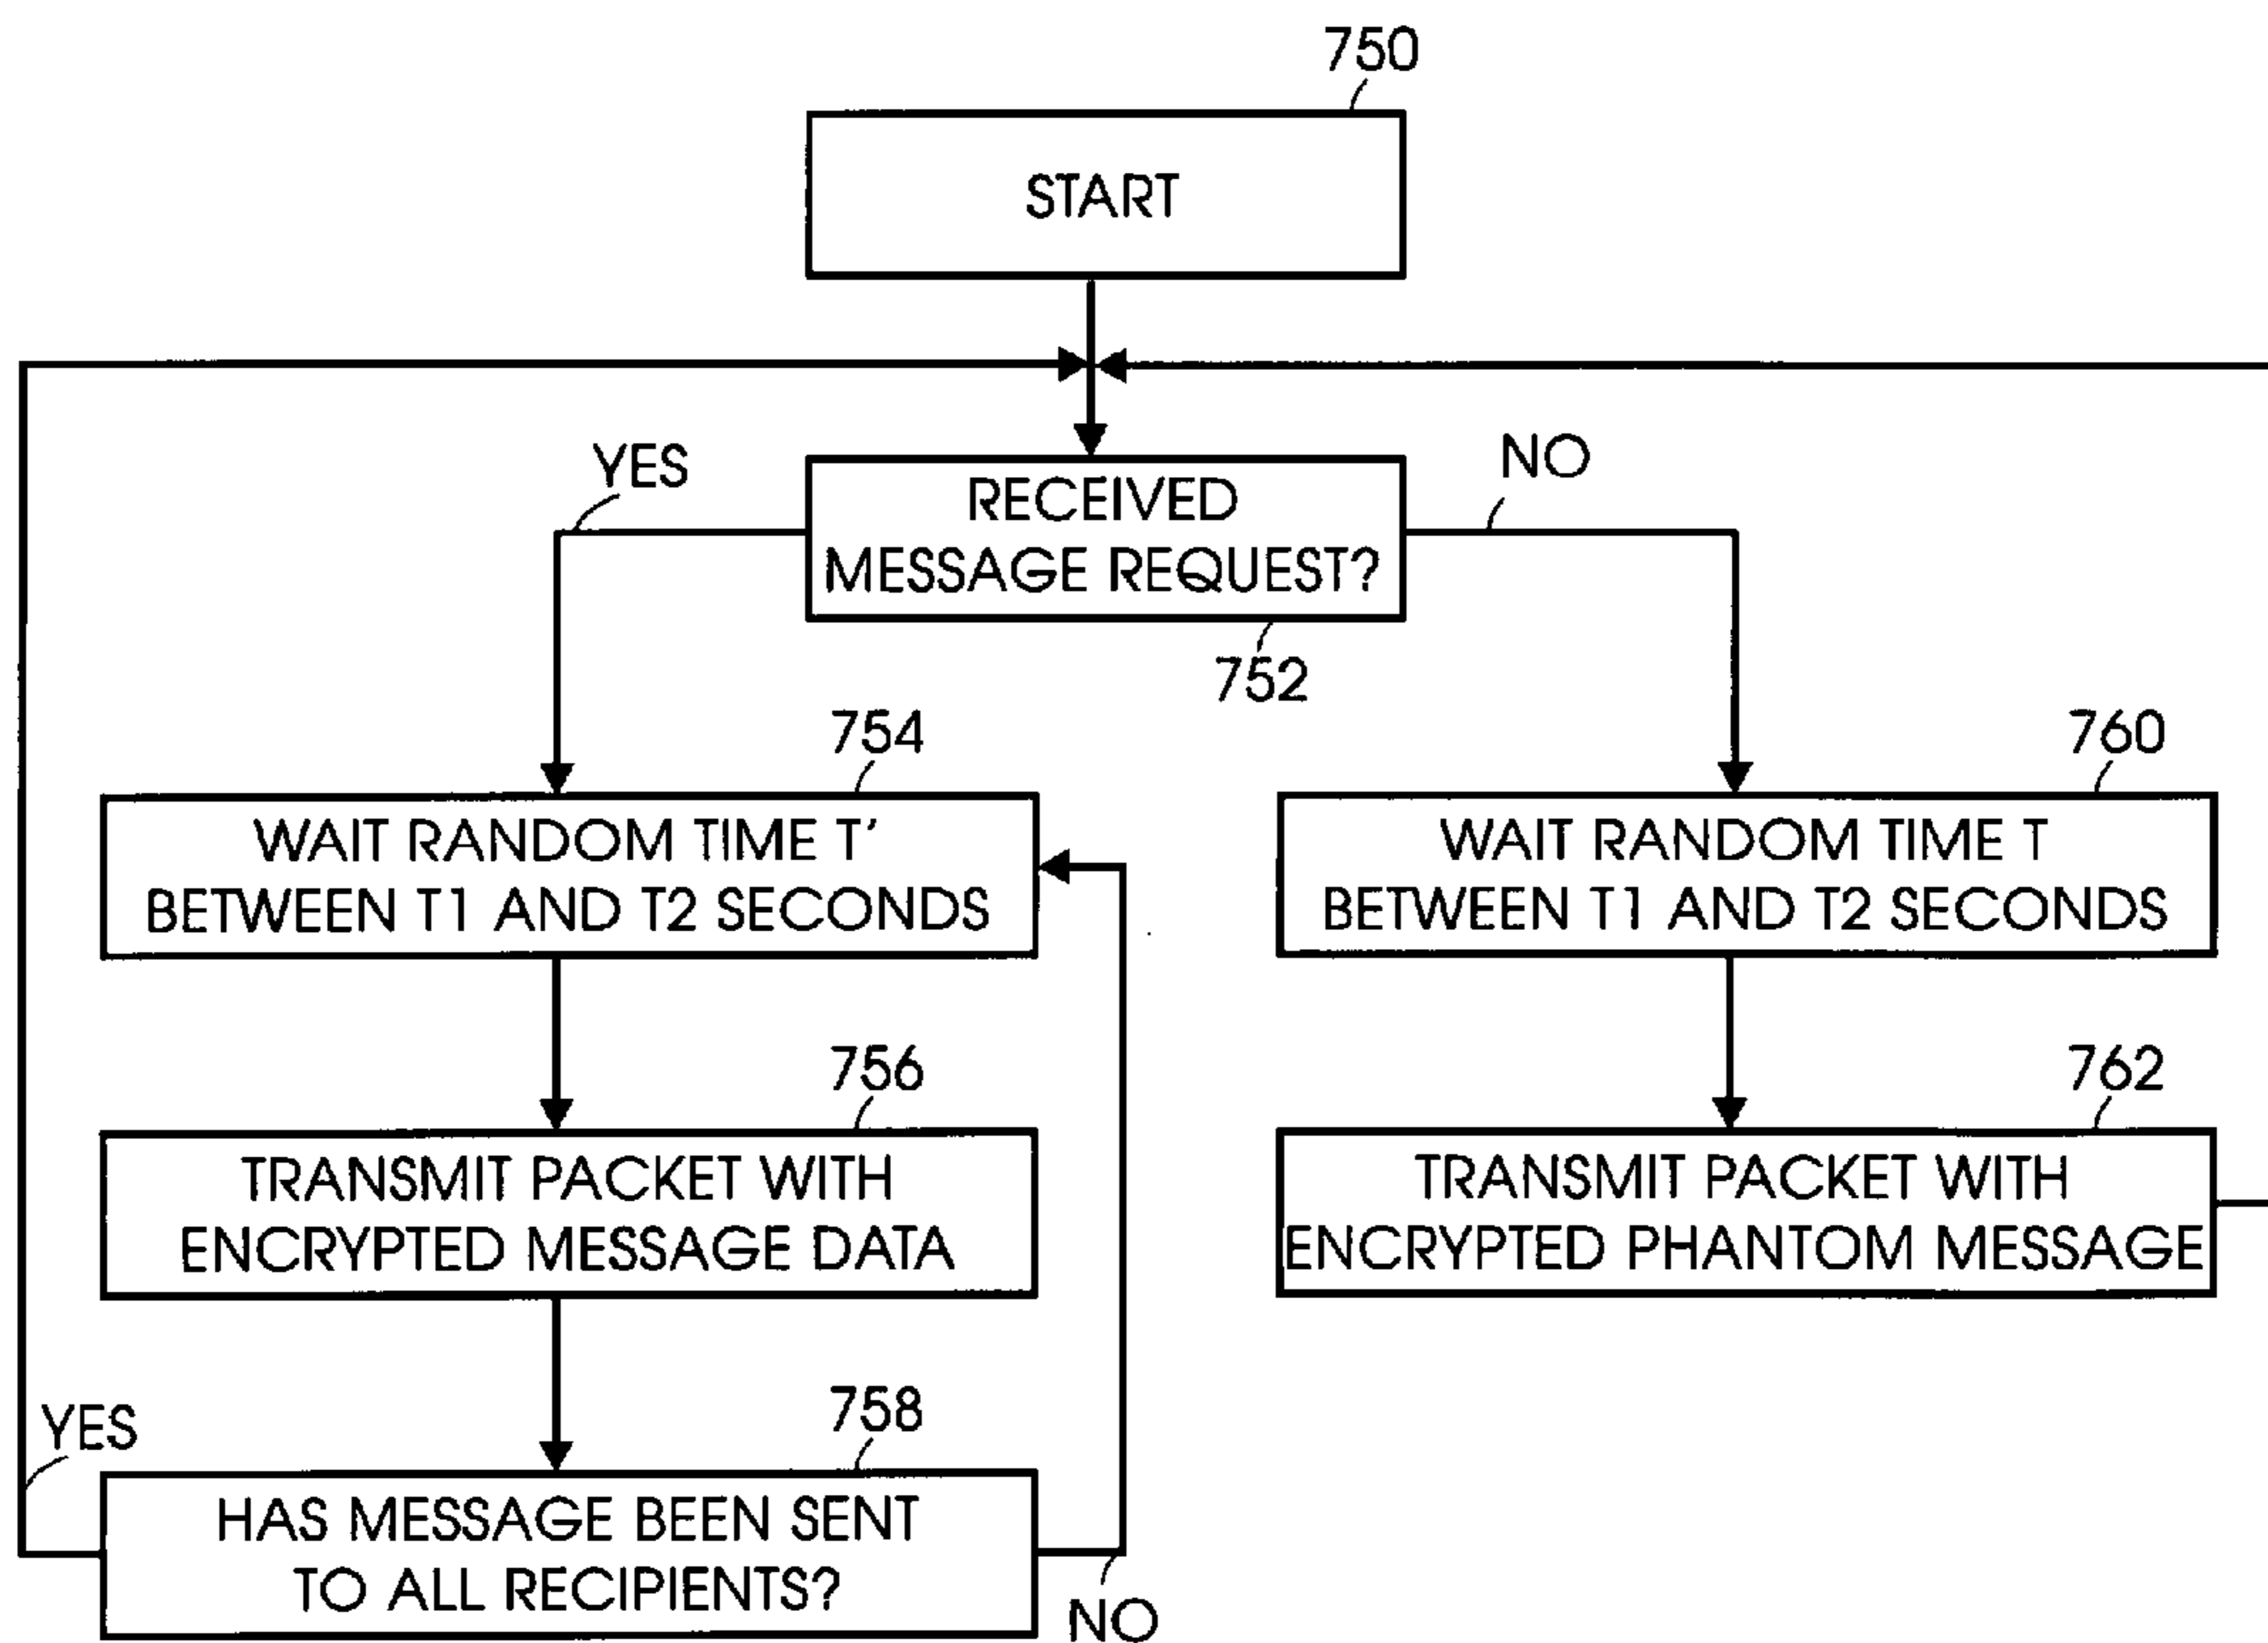 750
START
YES
NO
RECEIVED
MESSAGE REQUEST?
752
754
760
WAIT RANDOM TIME T'
BETWEEN T1 AND T2 SECONDS
WAIT RANDOM TIME T
BETWEEN T1 AND T2 SECONDS
756
762
TRANSMIT PACKET WITH
ENCRYPTED MESSAGE DATA
TRANSMIT PACKET WITH
ENCRYPTED PHANTOM MESSAGE
758
YES
HAS MESSAGE BEEN SENT
TO ALL RECIPIENTS?
NO